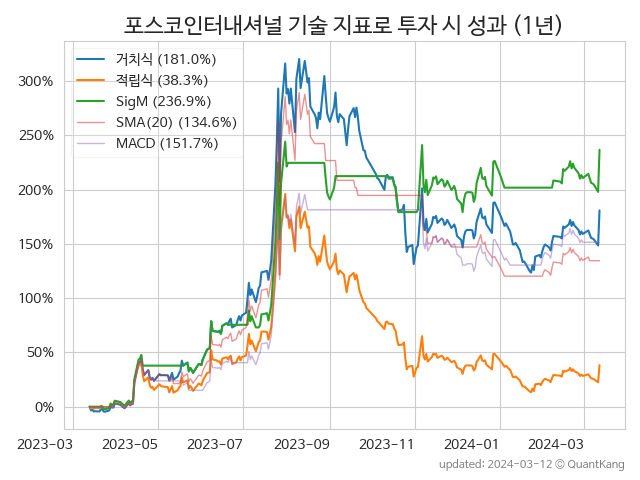 포스코인터내셔널 기술 지표로 투자 시 성과 (1년)
거치식 (181.0%)
적립식 (38.3%)
SigM (236.9%)
SMA(20) (134.6%)
MACD (151.7%)
300%
250%
200%
150%
100%
50%
0%
2023-03 2023-05 2023-07 2023-09 2023-11 2024-01 2024-03
updated: 2024-03-12 © QuantKang